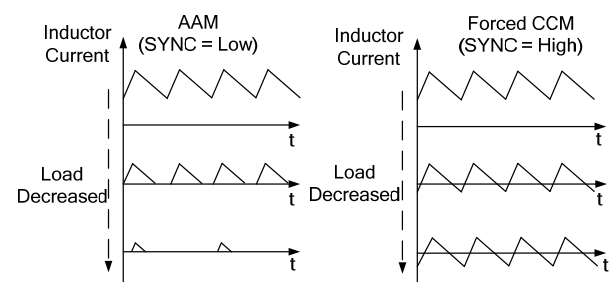 AAM
(SYNC = Low)
Inductor
Current
t
Load
Decreased
t
t
Forced CCM
(SYNC = High)
Inductor
Current
t
Load
Decreased
t
t